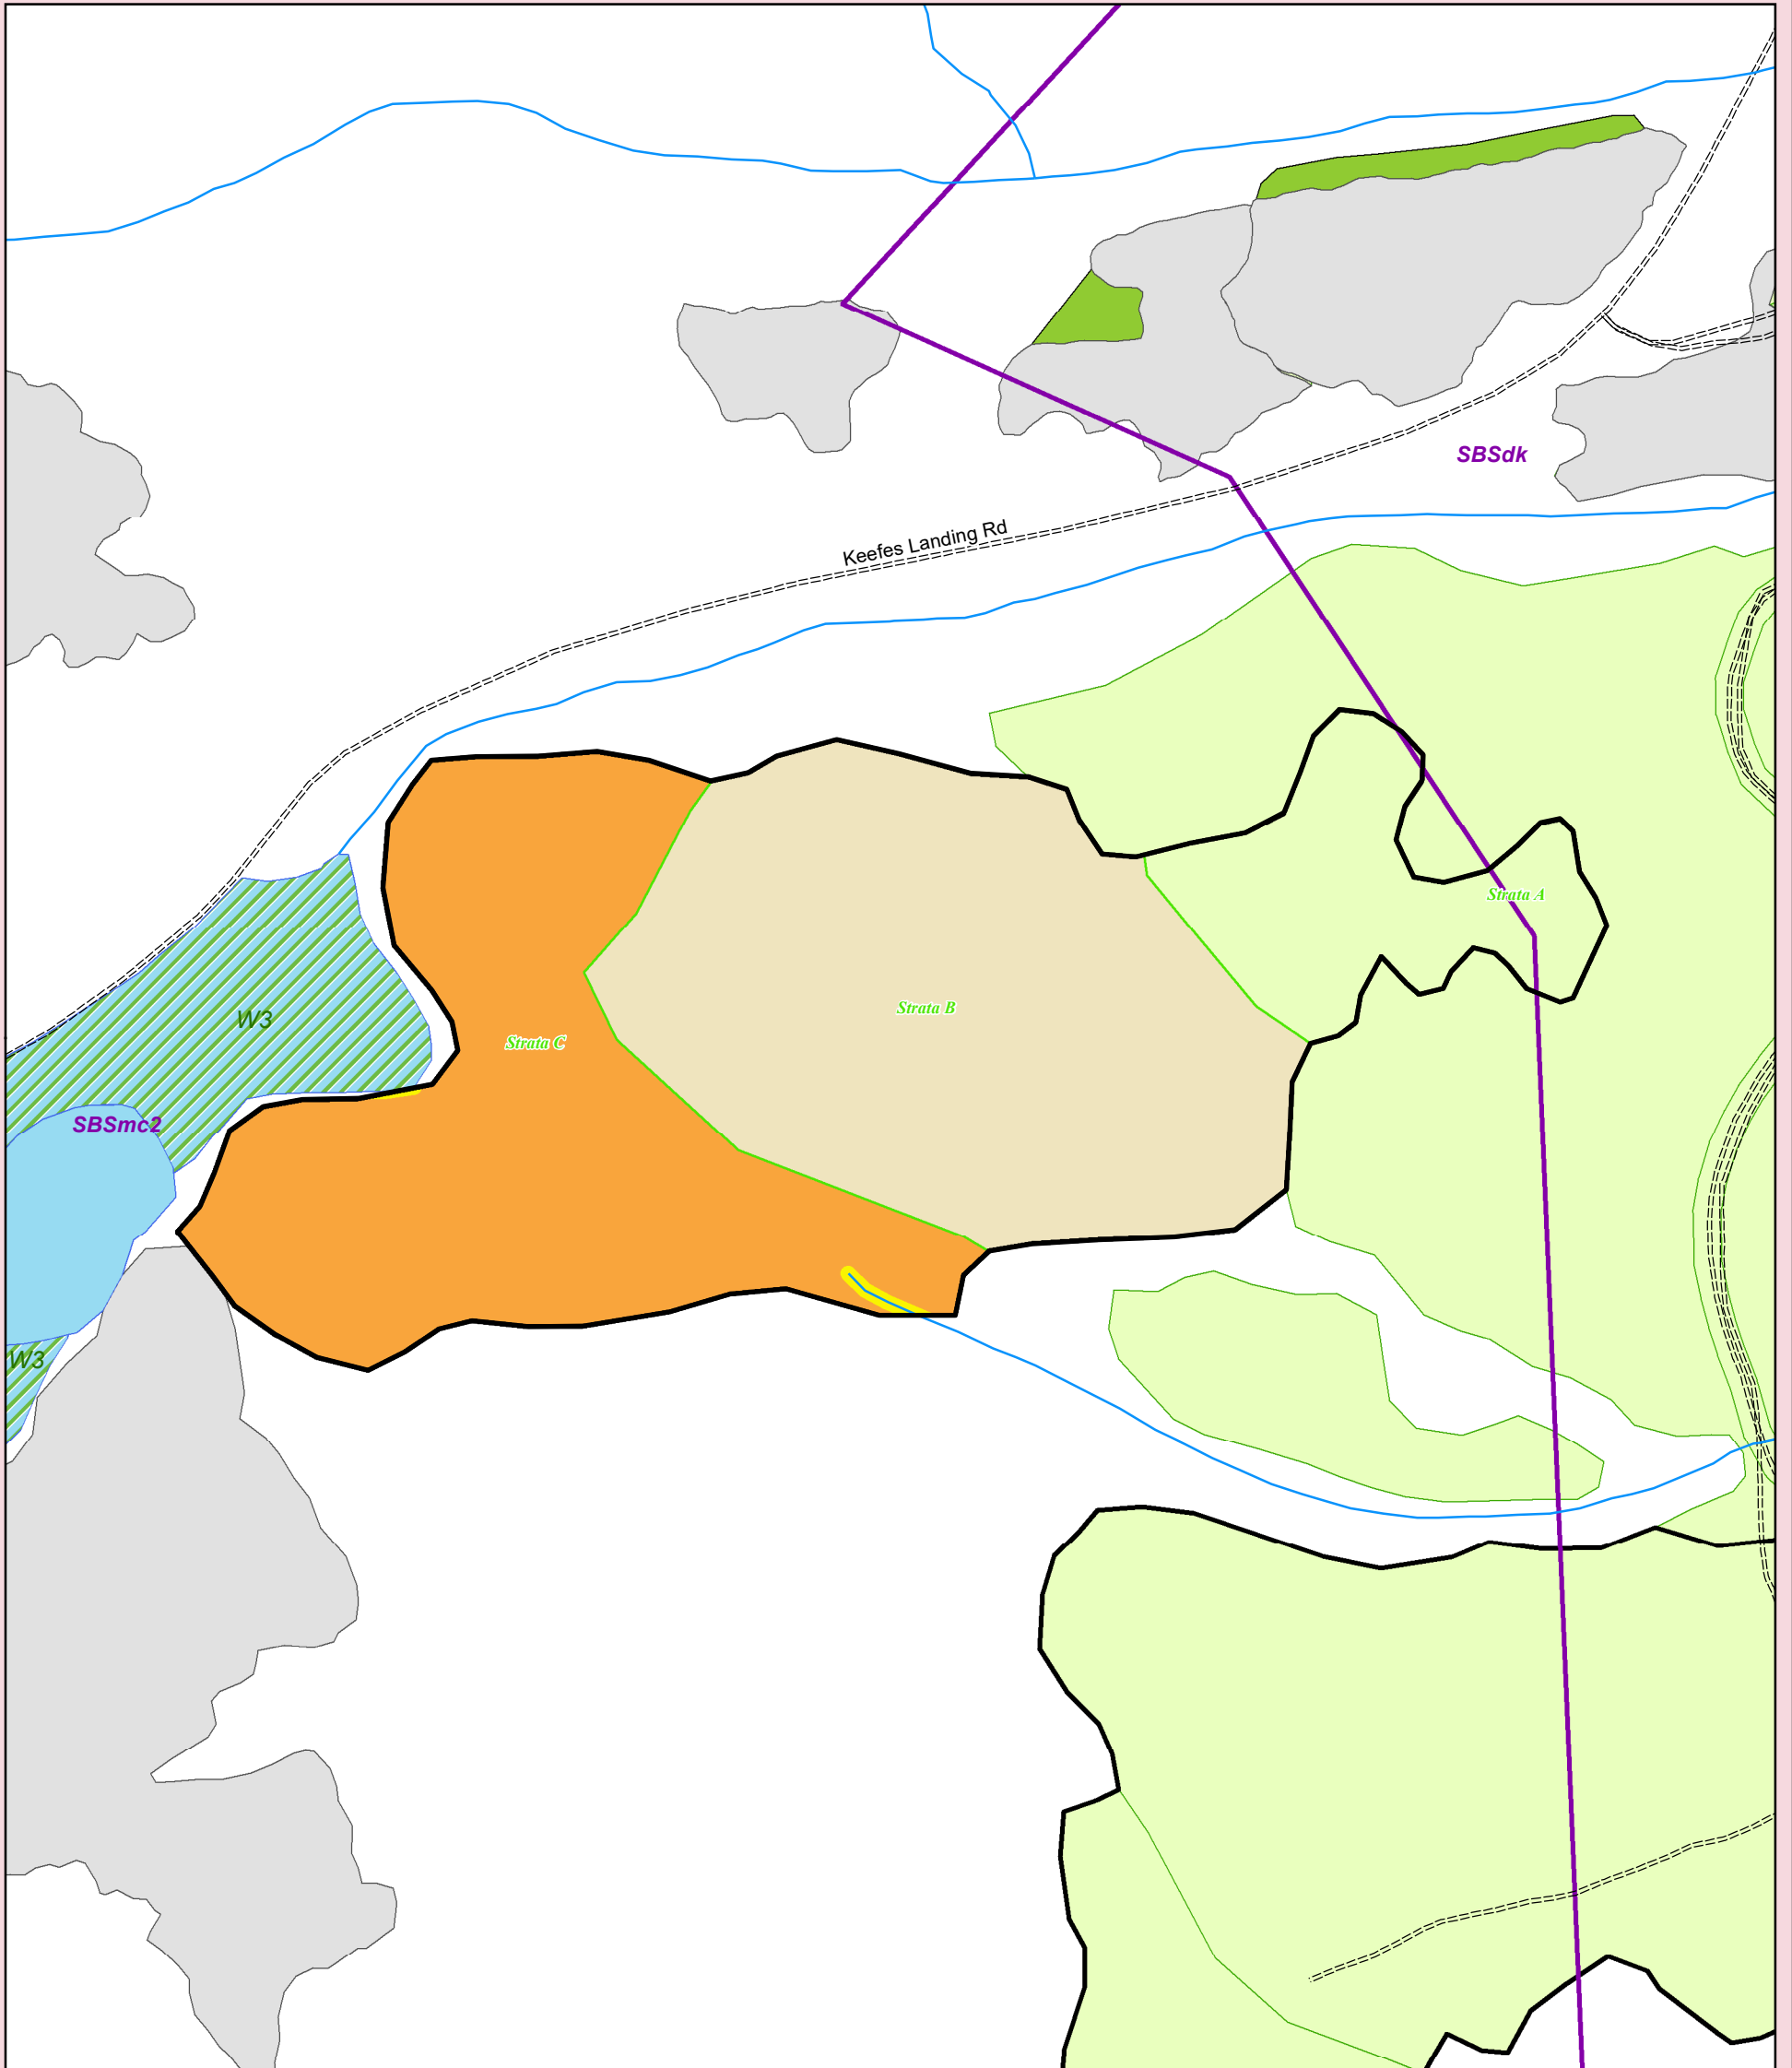 SBSdk
Keefes Landing Rd
Strata A
Strata B
W3
Strata C
SBSmc2
W3